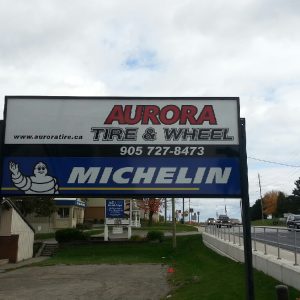 AURORA
www.auroratire.ca TIRE & WHEEL
905 727-8473
MICHELIN